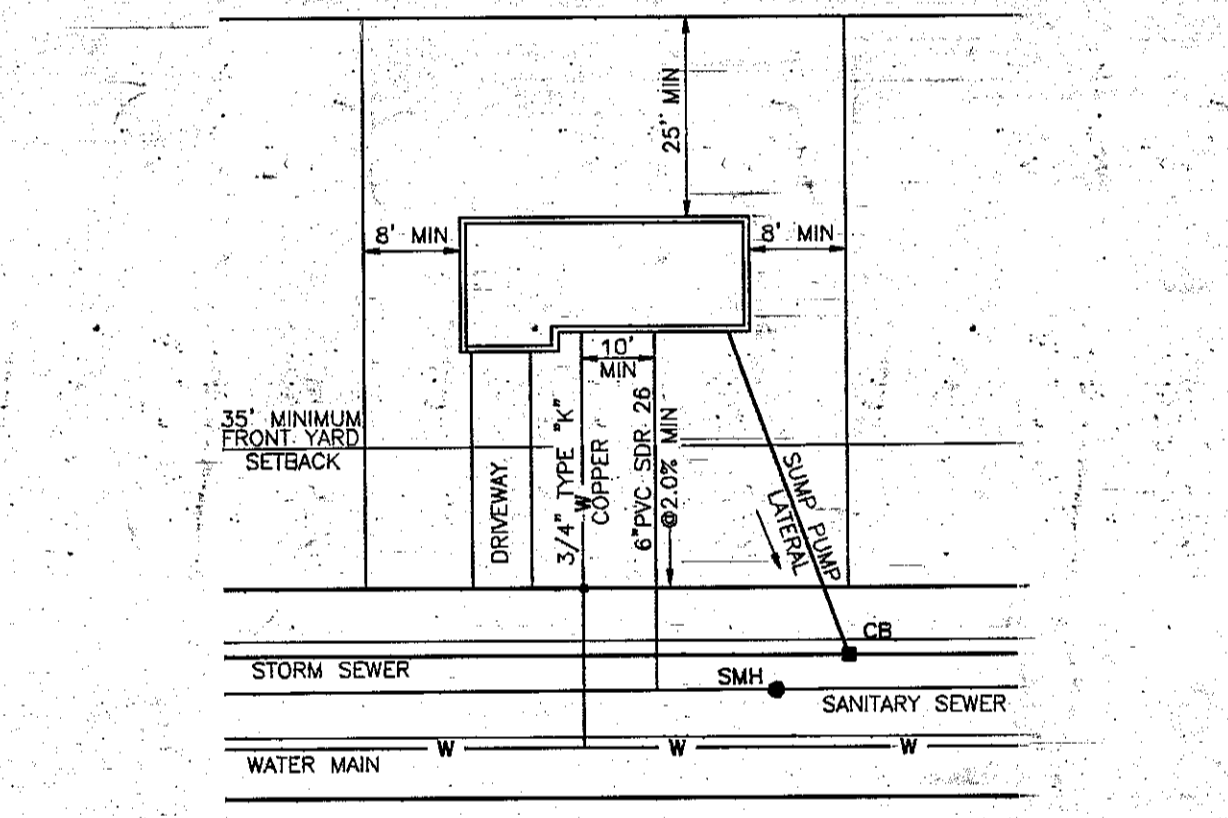 25'' MIN
8' MIN
8' MIN
10'
MIN
35' MINIMUM
FRONT YARD
SETBACK
DRIVEWAY
3/4" TYPE "K"
W
COPPER
6"PVC SDR 26
@2.0% MIN
SUMP PUMP
LATERAL
CB
STORM SEWER
SMH
SANITARY SEWER
W
W
W
WATER MAIN